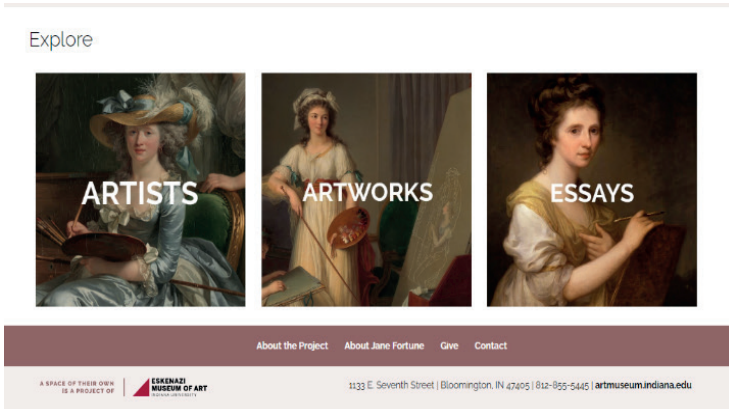 Explore
ARTISTS
ARTWORKS
ESSAYS
About the Project About Jane Fortune Give Contact
A SPACE OF THEIR OWN
IS A PROJECT OF
ESKENAZI
MUSEUM OF ART
INDIANA UNIVERSITY
1133 E. Seventh Street | Bloomington, IN 47405 | 812-855-5445 | artmuseum.indiana.edu